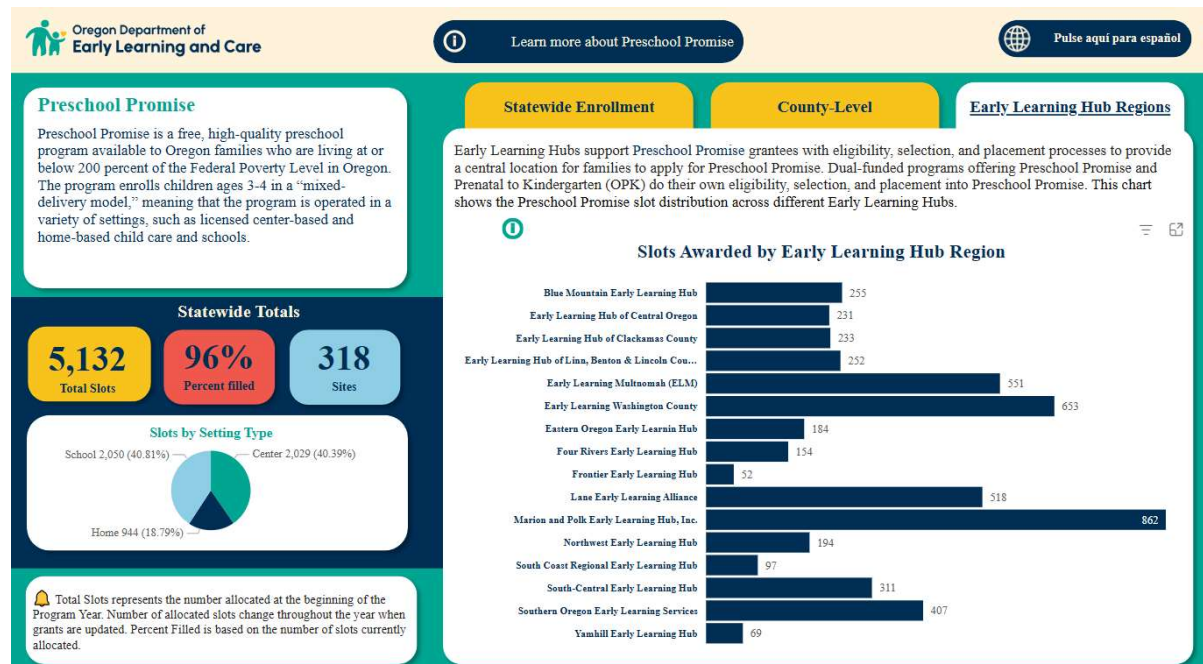 Oregon Department of
Early Learning and Care
Learn more about Preschool Promise
Pulse aquí para español
Preschool Promise
Preschool Promise is a free, high-quality preschool
program available to Oregon families who are living at or
below 200 percent of the Federal Poverty Level in Oregon.
The program enrolls children ages 3-4 in a “mixed-
delivery model,” meaning that the program is operated in a
variety of settings, such as licensed center-based and
home-based child care and schools.
Statewide Totals
5,132
Total Slots
96%
Percent filled
318
Sites
Slots by Setting Type
School 2,050 (40.81%)
Center 2,029 (40.39%)
Home 944 (18.79%)
Total Slots represents the number allocated at the beginning of the
Program Year. Number of allocated slots change throughout the year when
grants are updated. Percent Filled is based on the number of slots currently
allocated.
Statewide Enrollment
County-Level
Early Learning Hub Regions
Early Learning Hubs support Preschool Promise grantees with eligibility, selection, and placement processes to provide
a central location for families to apply for Preschool Promise. Dual-funded programs offering Preschool Promise and
Prenatal to Kindergarten (OPK) do their own eligibility, selection, and placement into Preschool Promise. This chart
shows the Preschool Promise slot distribution across different Early Learning Hubs.
Slots Awarded by Early Learning Hub Region
Blue Mountain Early Learning Hub 255
Early Learning Hub of Central Oregon 231
Early Learning Hub of Clackamas County 233
Early Learning Hub of Linn, Benton & Lincoln Cou... 252
Early Learning Multnomah (ELM) 551
Early Learning Washington County 653
Eastern Oregon Early Learnin Hub 184
Four Rivers Early Learning Hub 154
Frontier Early Learning Hub 52
Lane Early Learning Alliance 518
Marion and Polk Early Learning Hub, Inc. 862
Northwest Early Learning Hub 194
South Coast Regional Early Learning Hub 97
South-Central Early Learning Hub 311
Southern Oregon Early Learning Services 407
Yamhill Early Learning Hub 69